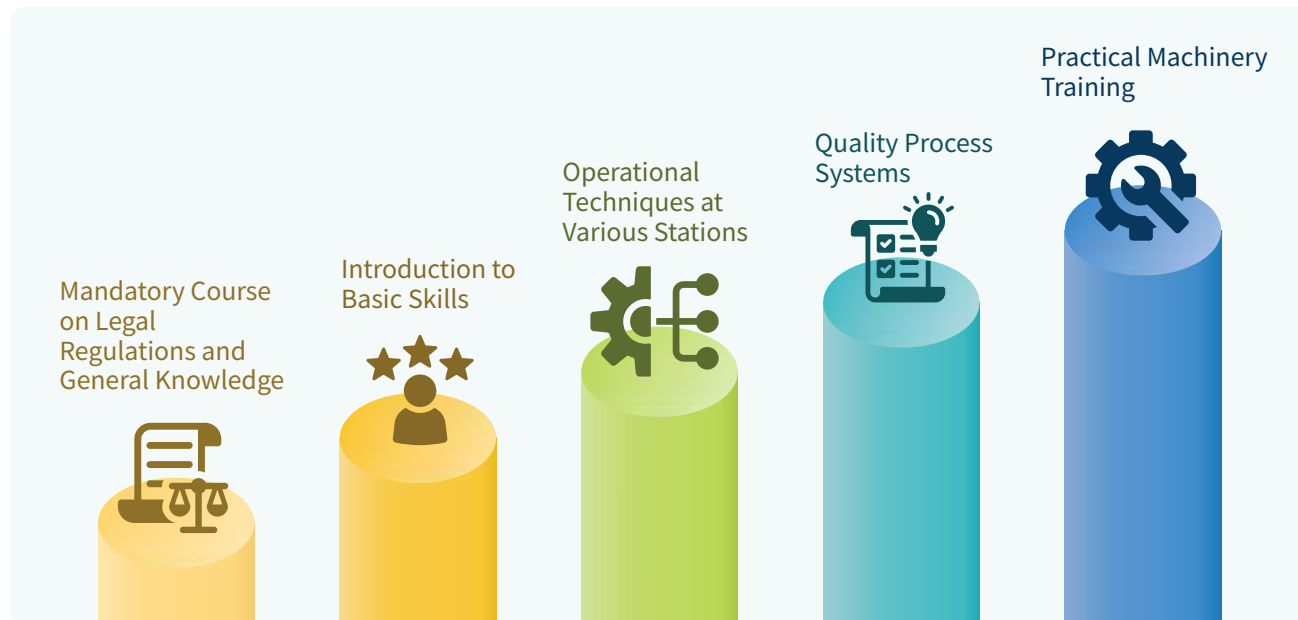 Mandatory Course
on Legal
Regulations and
General Knowledge
Introduction to
Basic Skills
Operational
Techniques at
Various Stations
Quality Process
Systems
Practical Machinery
Training